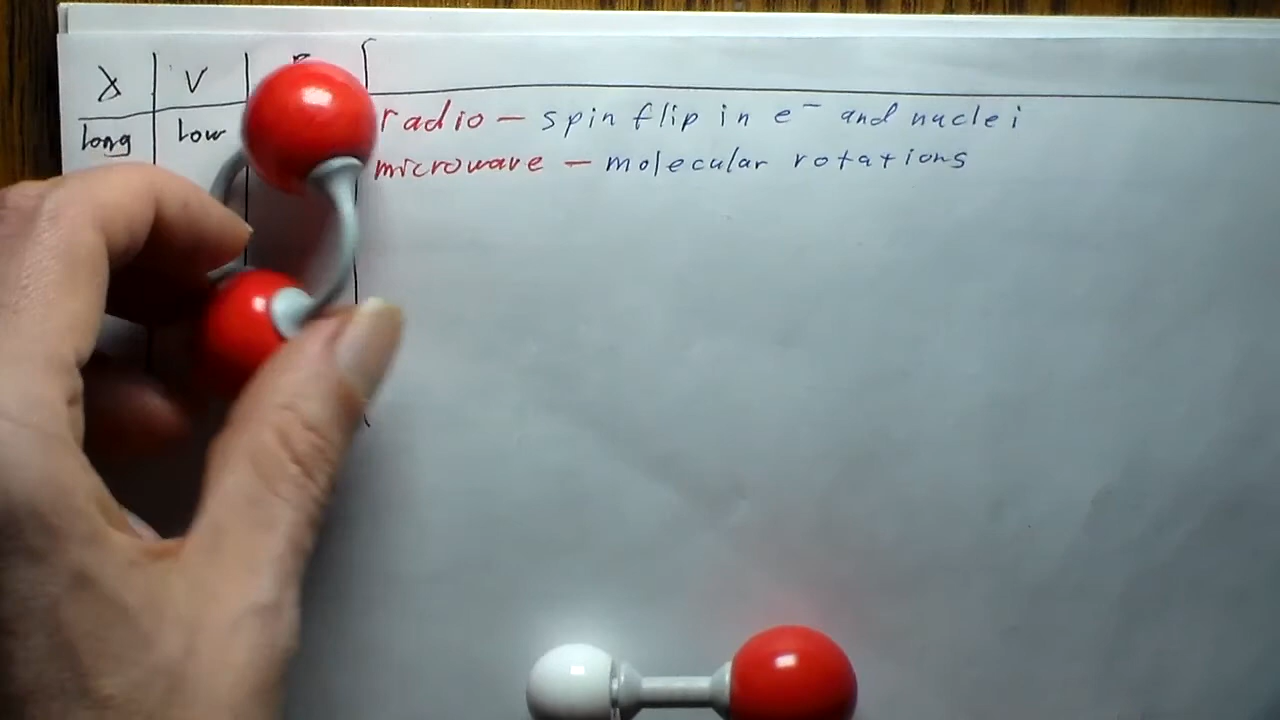 λ ν
long low radio – spin flip in e⁻ and nuclei
microwave – molecular rotations